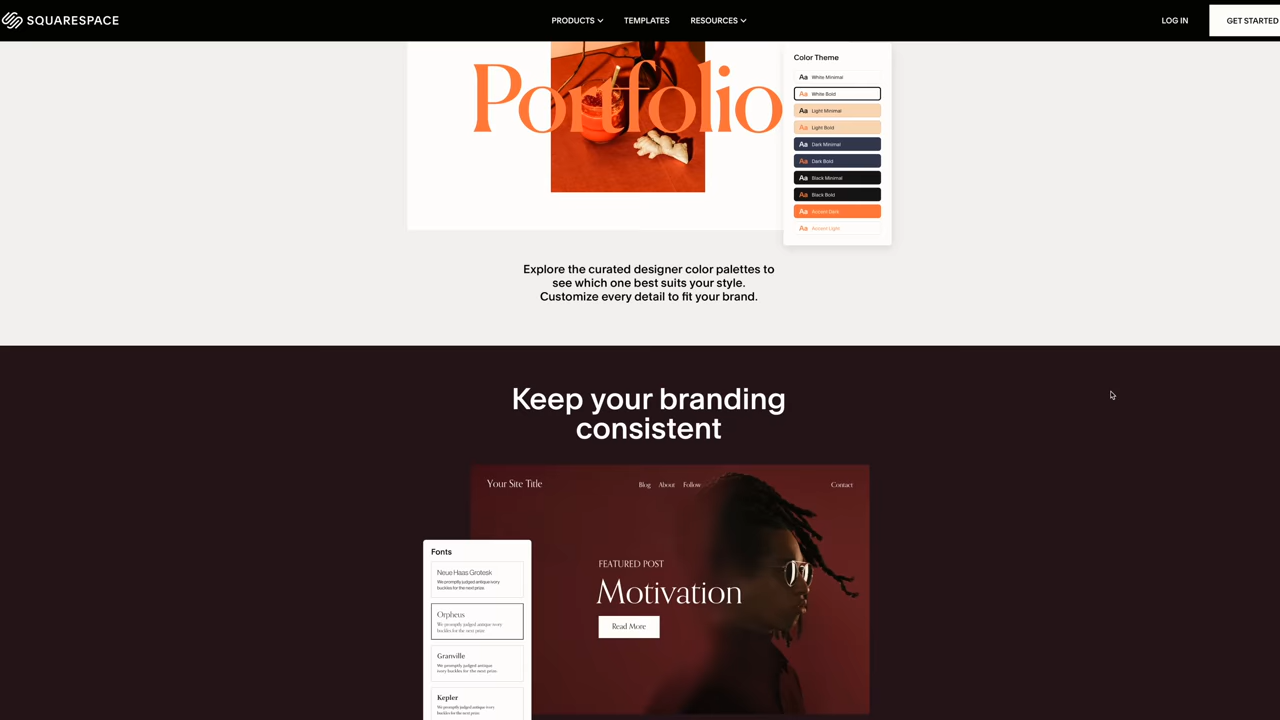 SQUARESPACE
PRODUCTS
TEMPLATES
RESOURCES
LOG IN
GET STARTED
Portfolio
Color Theme
Aa White Minimal
Aa White Bold
Aa Light Minimal
Aa Light Bold
Aa Dark Minimal
Aa Dark Bold
Aa Black Minimal
Aa Black Bold
Aa Accent Dark
Aa Accent Light
Explore the curated designer color palettes to
see which one best suits your style.
Customize every detail to fit your brand.
Keep your branding
consistent
Your Site Title
Blog
About
Follow
Contact
FEATURED POST
Motivation
Read More
Fonts
Neue Haas Grotesk
We promptly judged antique ivory
buckles for the next prize.
Orpheus
We promptly judged antique ivory
buckles for the next prize
Granville
We promptly judged antique
ivory buckles for the next prize.
Kepler
We promptly judged antique ivory
buckles for the next prize.